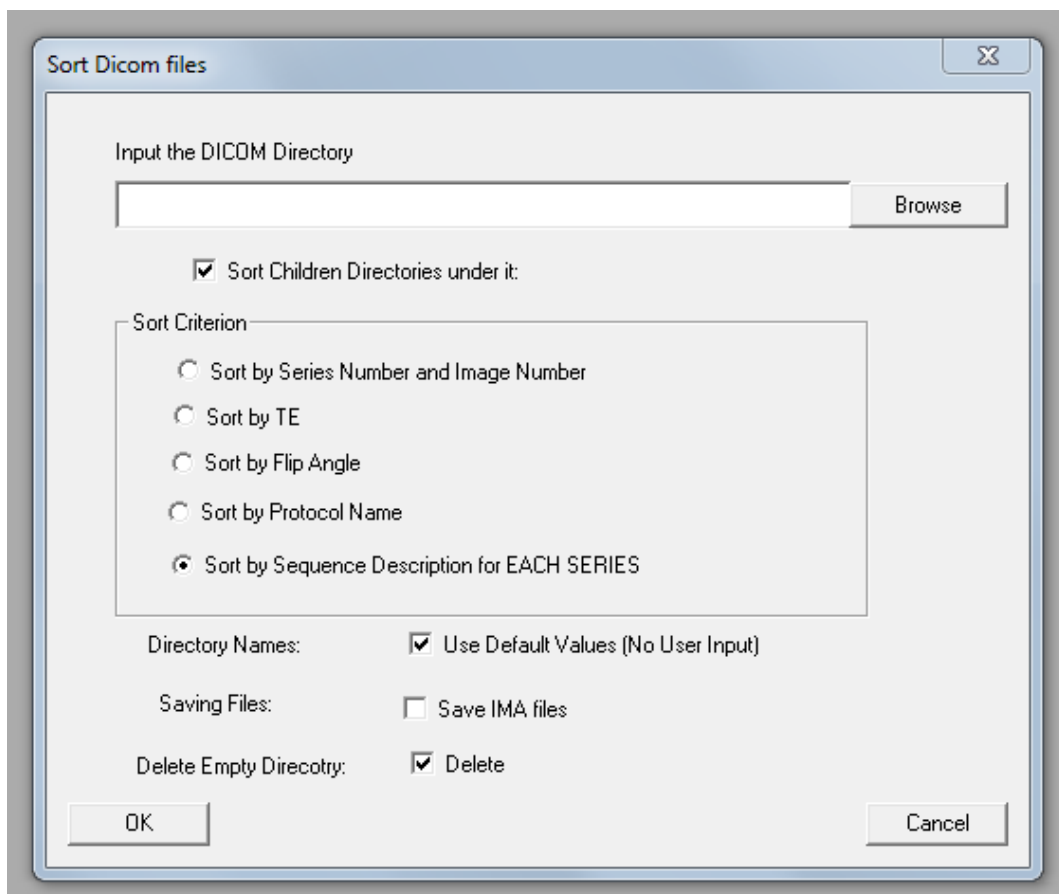 Sort Dicom files
Input the DICOM Directory
Browse
Sort Children Directories under it:
Sort Criterion
Sort by Series Number and Image Number
Sort by TE
Sort by Flip Angle
Sort by Protocol Name
Sort by Sequence Description for EACH SERIES
Directory Names: Use Default Values (No User Input)
Saving Files: Save IMA files
Delete Empty Direcotry: Delete
OK Cancel